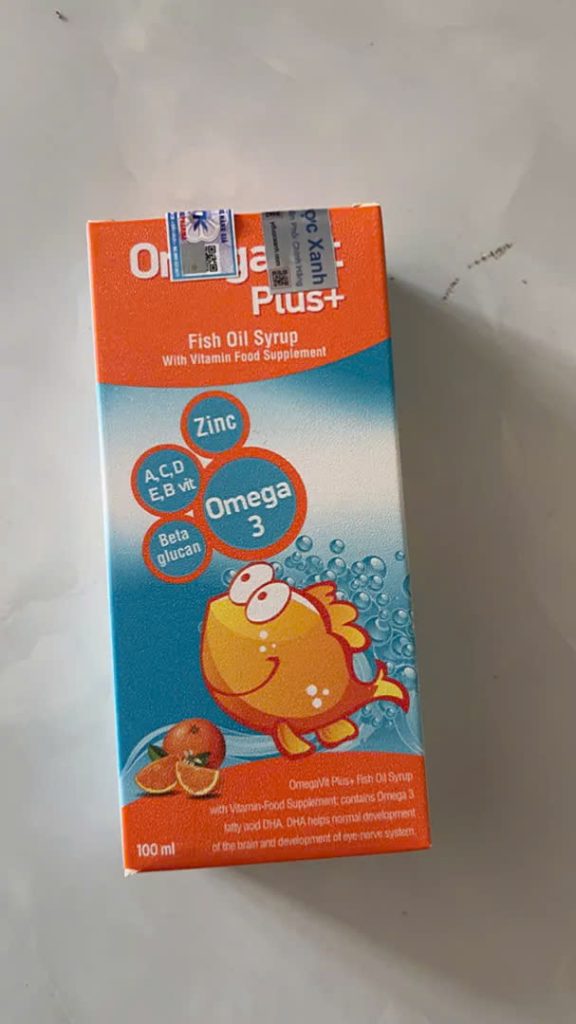 Plus+
Fish Oil Syrup
With Vitamin Food Supplement
Zinc
A,C,D
E,B vit
Omega
3
Beta
glucan
OmegaVit Plus+ Fish Oil Syrup
with Vitamin-Food Supplement; contains Omega 3
fatty acid DHA. DHA helps normal development
of the brain and development of eye-nerve system.
100 ml
ợc Xanh